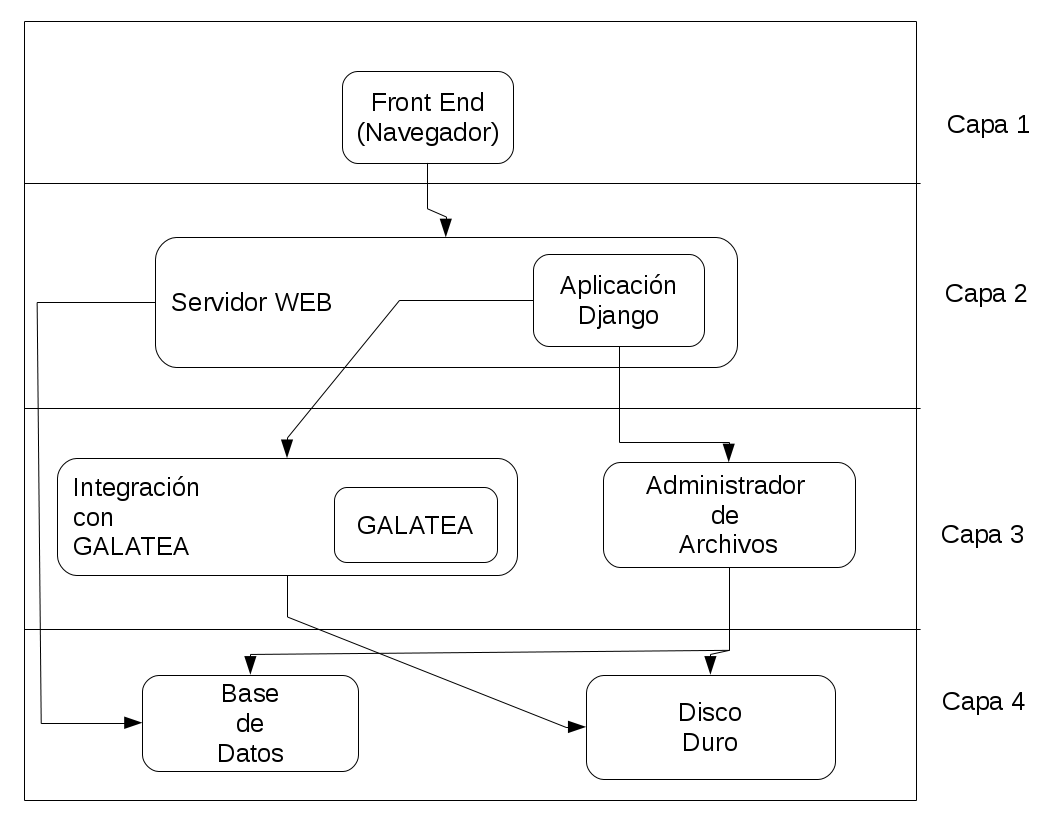 Front End
(Navegador)
Capa 1
Servidor WEB
Aplicación
Django
Capa 2
Integración
con
GALATEA
GALATEA
Administrador
de
Archivos
Capa 3
Base
de
Datos
Disco
Duro
Capa 4